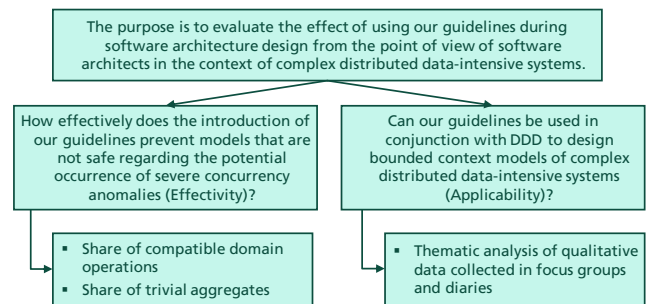 The purpose is to evaluate the effect of using our guidelines during
software architecture design from the point of view of software
architects in the context of complex distributed data-intensive systems.
How effectively does the introduction of
our guidelines prevent models that are
not safe regarding the potential
occurrence of severe concurrency
anomalies (Effectivity)?
Can our guidelines be used in
conjunction with DDD to design
bounded context models of complex
distributed data-intensive systems
(Applicability)?
▪ Share of compatible domain
operations
▪ Share of trivial aggregates
▪ Thematic analysis of qualitative
data collected in focus groups
and diaries